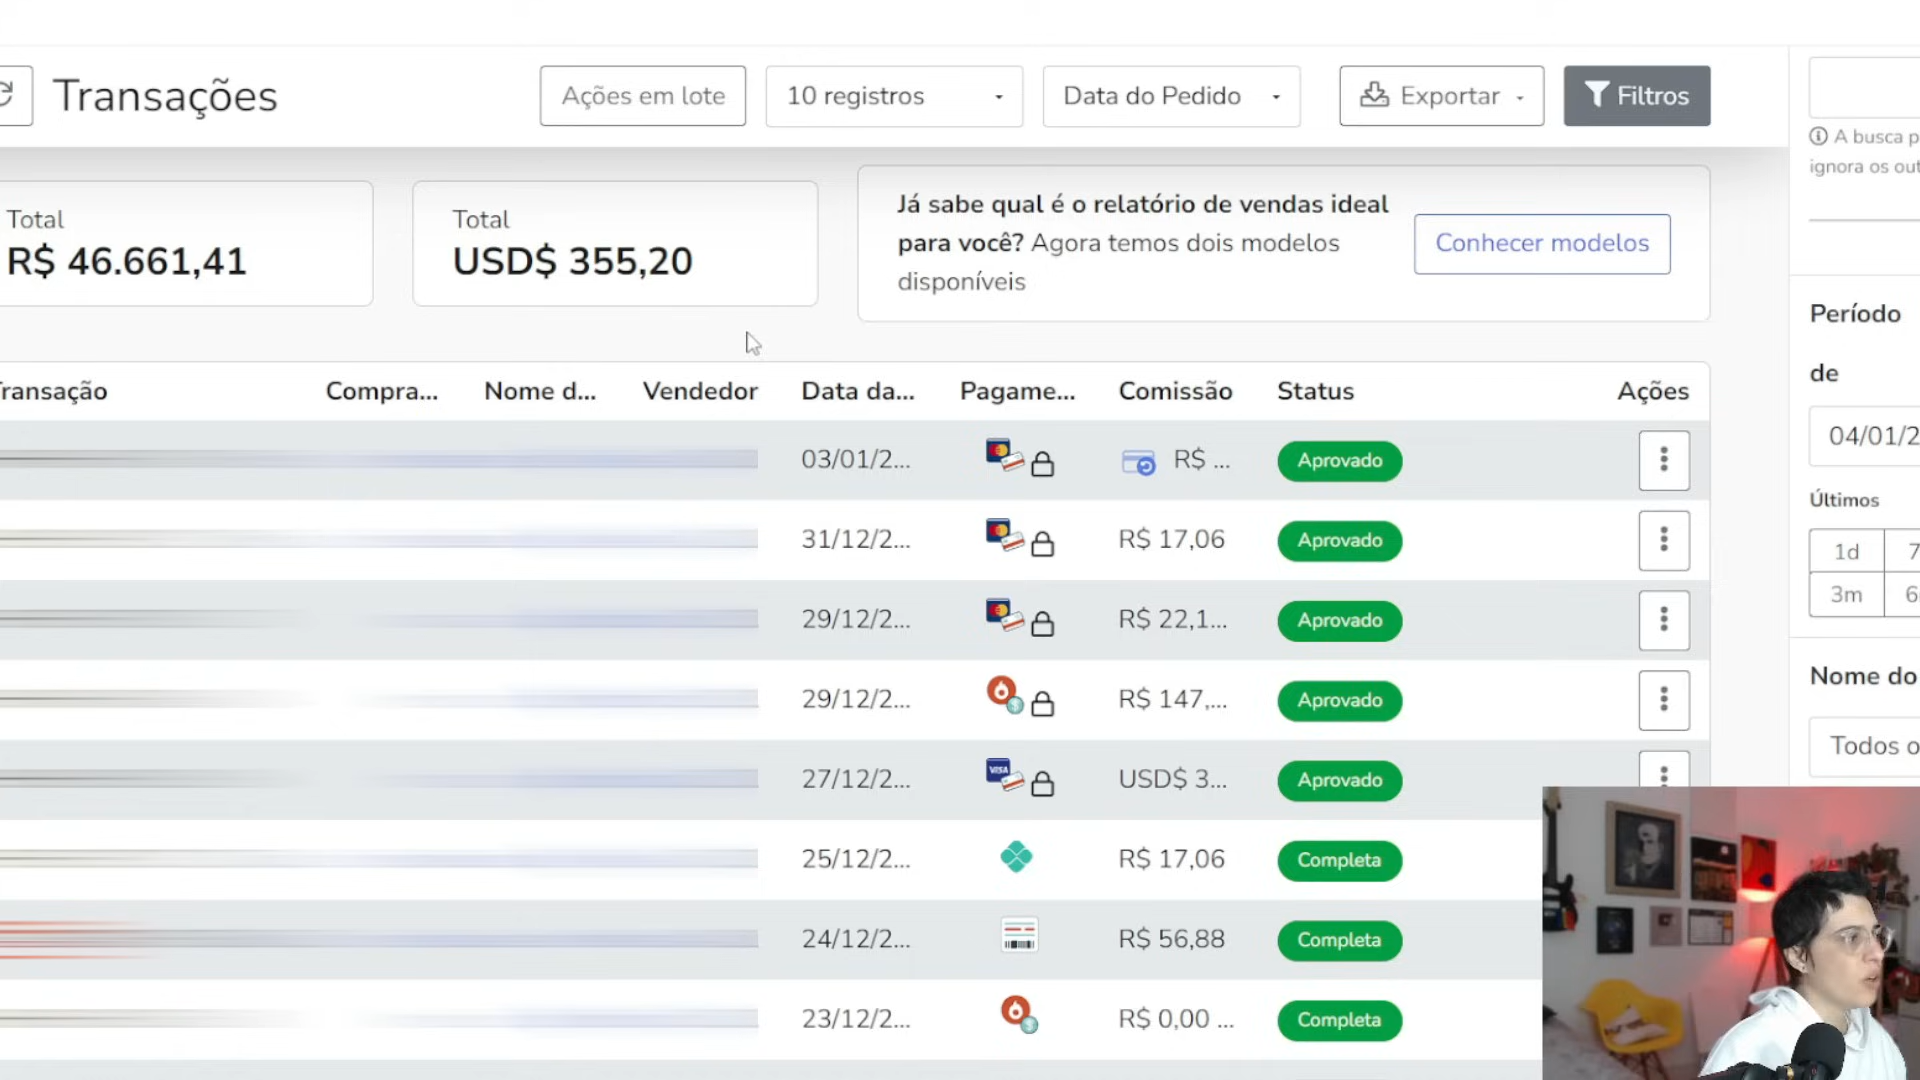 Transações
Ações em lote
10 registros
Data do Pedido
Exportar
Filtros
A busca p
ignora os out
Total
R$ 46.661,41
Total
USD$ 355,20
Já sabe qual é o relatório de vendas ideal
para você? Agora temos dois modelos
disponíveis
Conhecer modelos
Período
de
04/01/2
Últimos
1d
7
3m
6
Nome do
Todos o
Transação Compra... Nome d... Vendedor Data da... Pagame... Comissão Status Ações
03/01/2... R$ ... Aprovado
31/12/2... R$ 17,06 Aprovado
29/12/2... R$ 22,1... Aprovado
29/12/2... R$ 147,... Aprovado
27/12/2... VISA USD$ 3... Aprovado
25/12/2... R$ 17,06 Completa
24/12/2... R$ 56,88 Completa
23/12/2... R$ 0,00 ... Completa